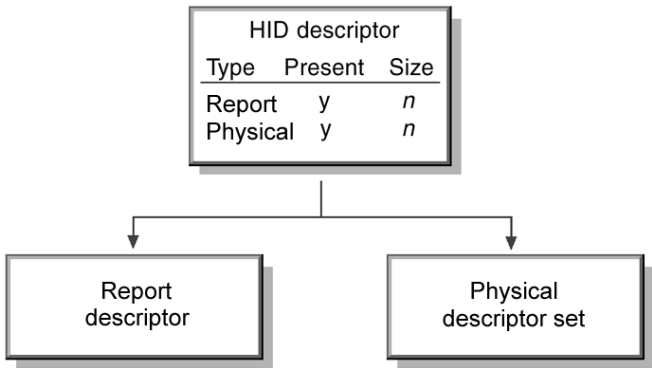 HID descriptor
Type Present Size
Report y n
Physical y n
Report
descriptor
Physical
descriptor set